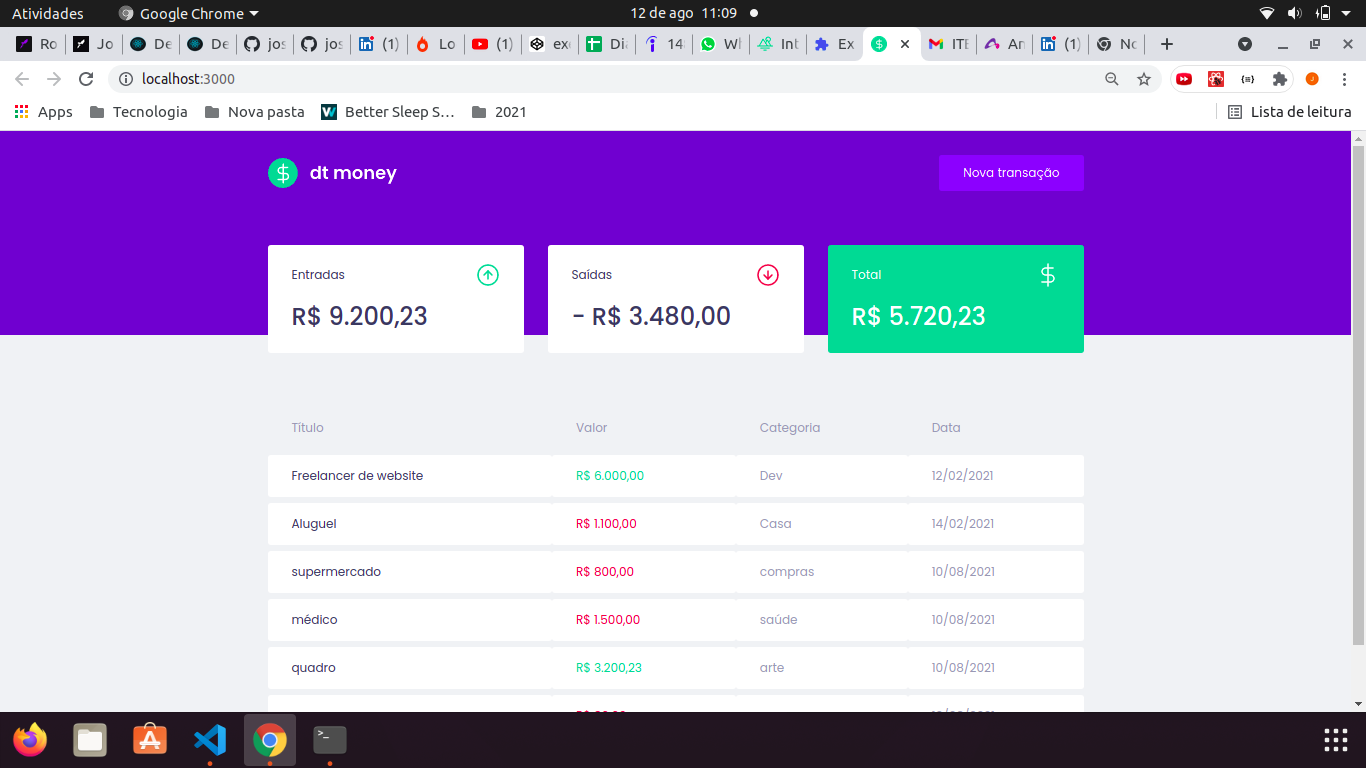 Atividades Google Chrome 12 de ago 11:09
Ro Jo De De jos jos (1) Lo (1) exe Dia 14 Wh Int Ex ITE An (1) No
localhost:3000
Apps Tecnologia Nova pasta Better Sleep S... 2021 Lista de leitura
dt money Nova transação
Entradas Saídas Total
R$ 9.200,23 - R$ 3.480,00 R$ 5.720,23
Título Valor Categoria Data
Freelancer de website R$ 6.000,00 Dev 12/02/2021
Aluguel R$ 1.100,00 Casa 14/02/2021
supermercado R$ 800,00 compras 10/08/2021
médico R$ 1.500,00 saúde 10/08/2021
quadro R$ 3.200,23 arte 10/08/2021